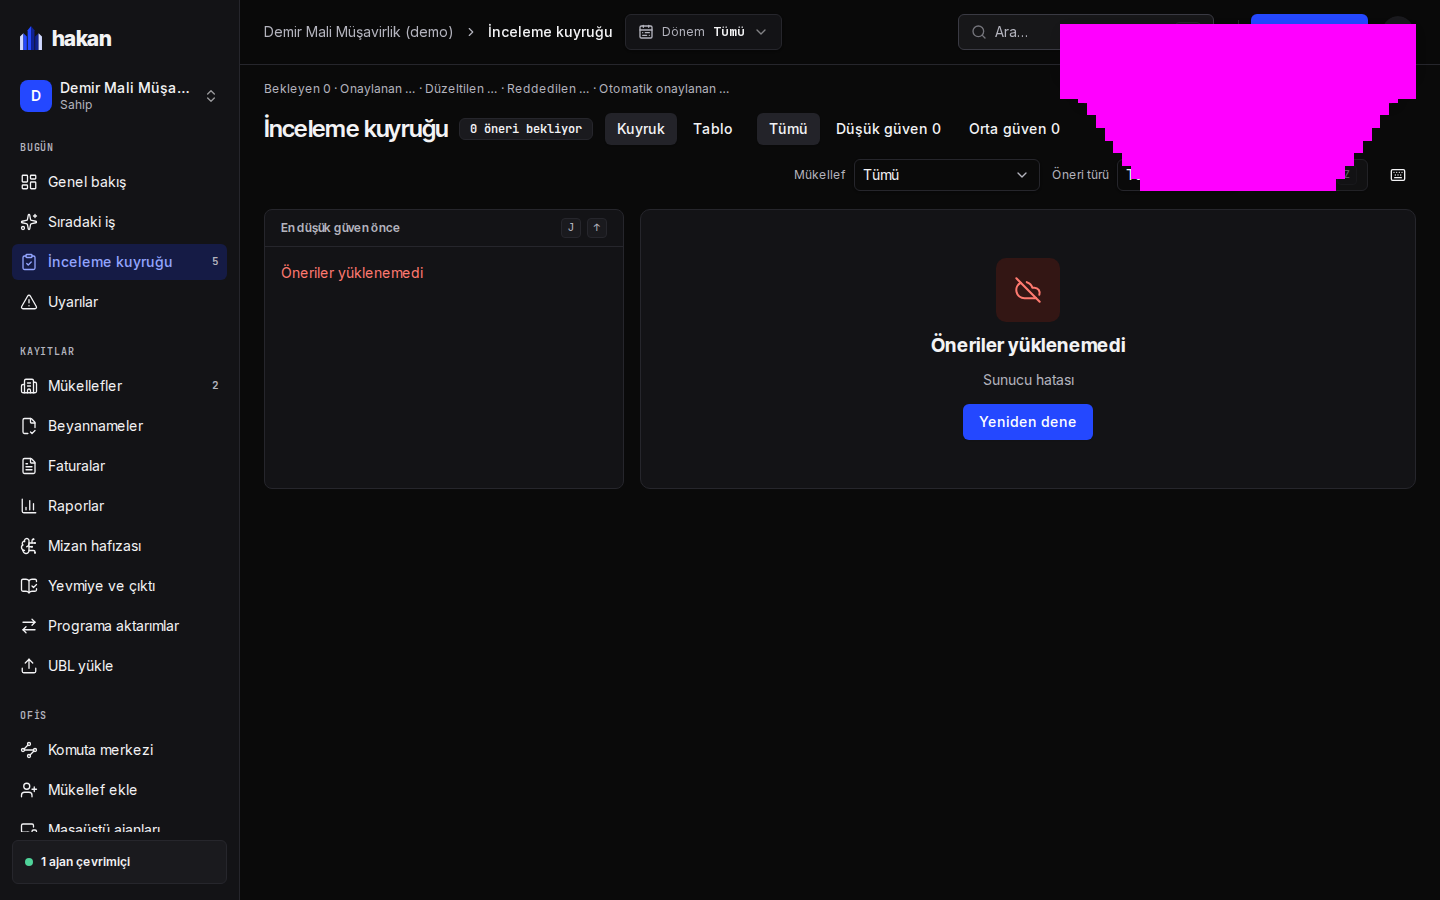 hakan
Demir Mali Müşavirlik (demo) › İnceleme kuyruğu
Dönem Tümü
Ara...
D
Demir Mali Müşa...
Sahip
BUGÜN
Genel bakış
Sıradaki iş
İnceleme kuyruğu 5
Uyarılar
KAYITLAR
Mükellefler 2
Beyannameler
Faturalar
Raporlar
Mizan hafızası
Yevmiye ve çıktı
Programa aktarımlar
UBL yükle
OFİS
Komuta merkezi
Mükellef ekle
Masaüstü ajanları
1 ajan çevrimiçi
Bekleyen 0 · Onaylanan ... · Düzeltilen ... · Reddedilen ... · Otomatik onaylanan ...
İnceleme kuyruğu
0 öneri bekliyor
Kuyruk Tablo
Tümü Düşük güven 0 Orta güven 0
Mükellef Tümü
Öneri türü
Z
En düşük güven önce J ↑
Öneriler yüklenemedi
Öneriler yüklenemedi
Sunucu hatası
Yeniden dene